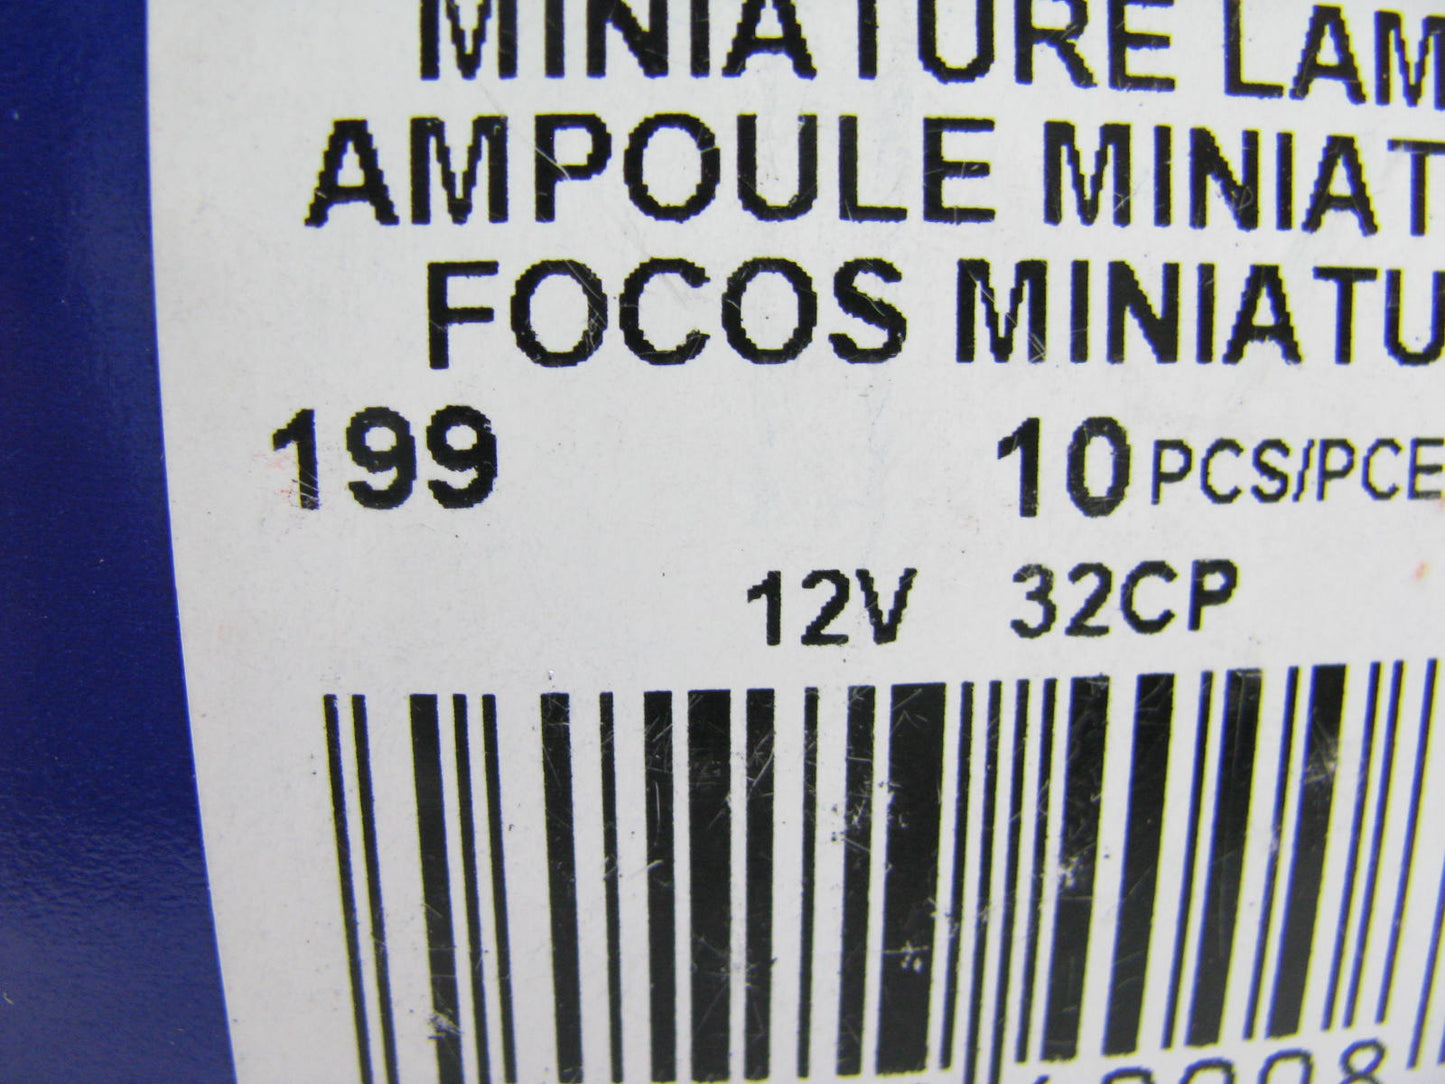 MINIATURE LAM
AMPOULE MINIAT
FOCOS MINIATU
199 10 PCS/PCE
12V 32CP